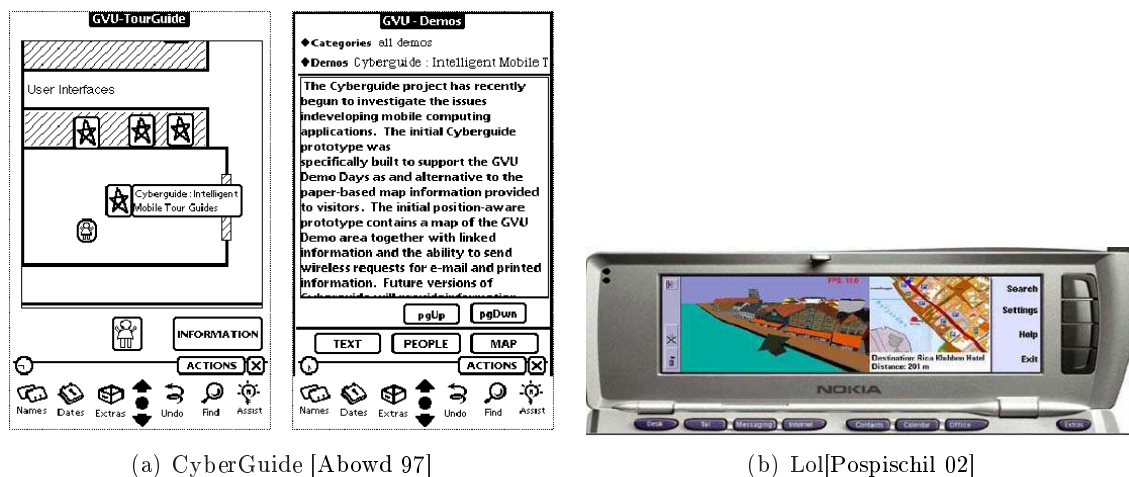 GVU-TourGuide
User Interfaces
Cyberguide : Intelligent
Mobile Tour Guides
INFORMATION
ACTIONS
Names Dates Extras Undo Find Assist
GVU - Demos
◆Categories all demos
◆Demos Cyberguide : Intelligent Mobile T
The Cyberguide project has recently
begun to investigate the issues
indeveloping mobile computing
applications. The initial Cyberguide
prototype was
specifically built to support the GVU
Demo Days as and alternative to the
paper-based map information provided
to visitors. The initial position-aware
prototype contains a map of the GVU
Demo area together with linked
information and the ability to send
wireless requests for e-mail and printed
information. Future versions of
pgUp pgDwn
TEXT PEOPLE MAP
ACTIONS
Names Dates Extras Undo Find Assist
FPS: 11.0
Search
Settings
Help
Exit
Destination: Rica Klubben Hotel
Distance: 201 m
NOKIA
Desk Tel Messaging Internet Contacts Calendar Office Extras
(a) CyberGuide [Abowd 97]
(b) Lol[Pospischil 02]